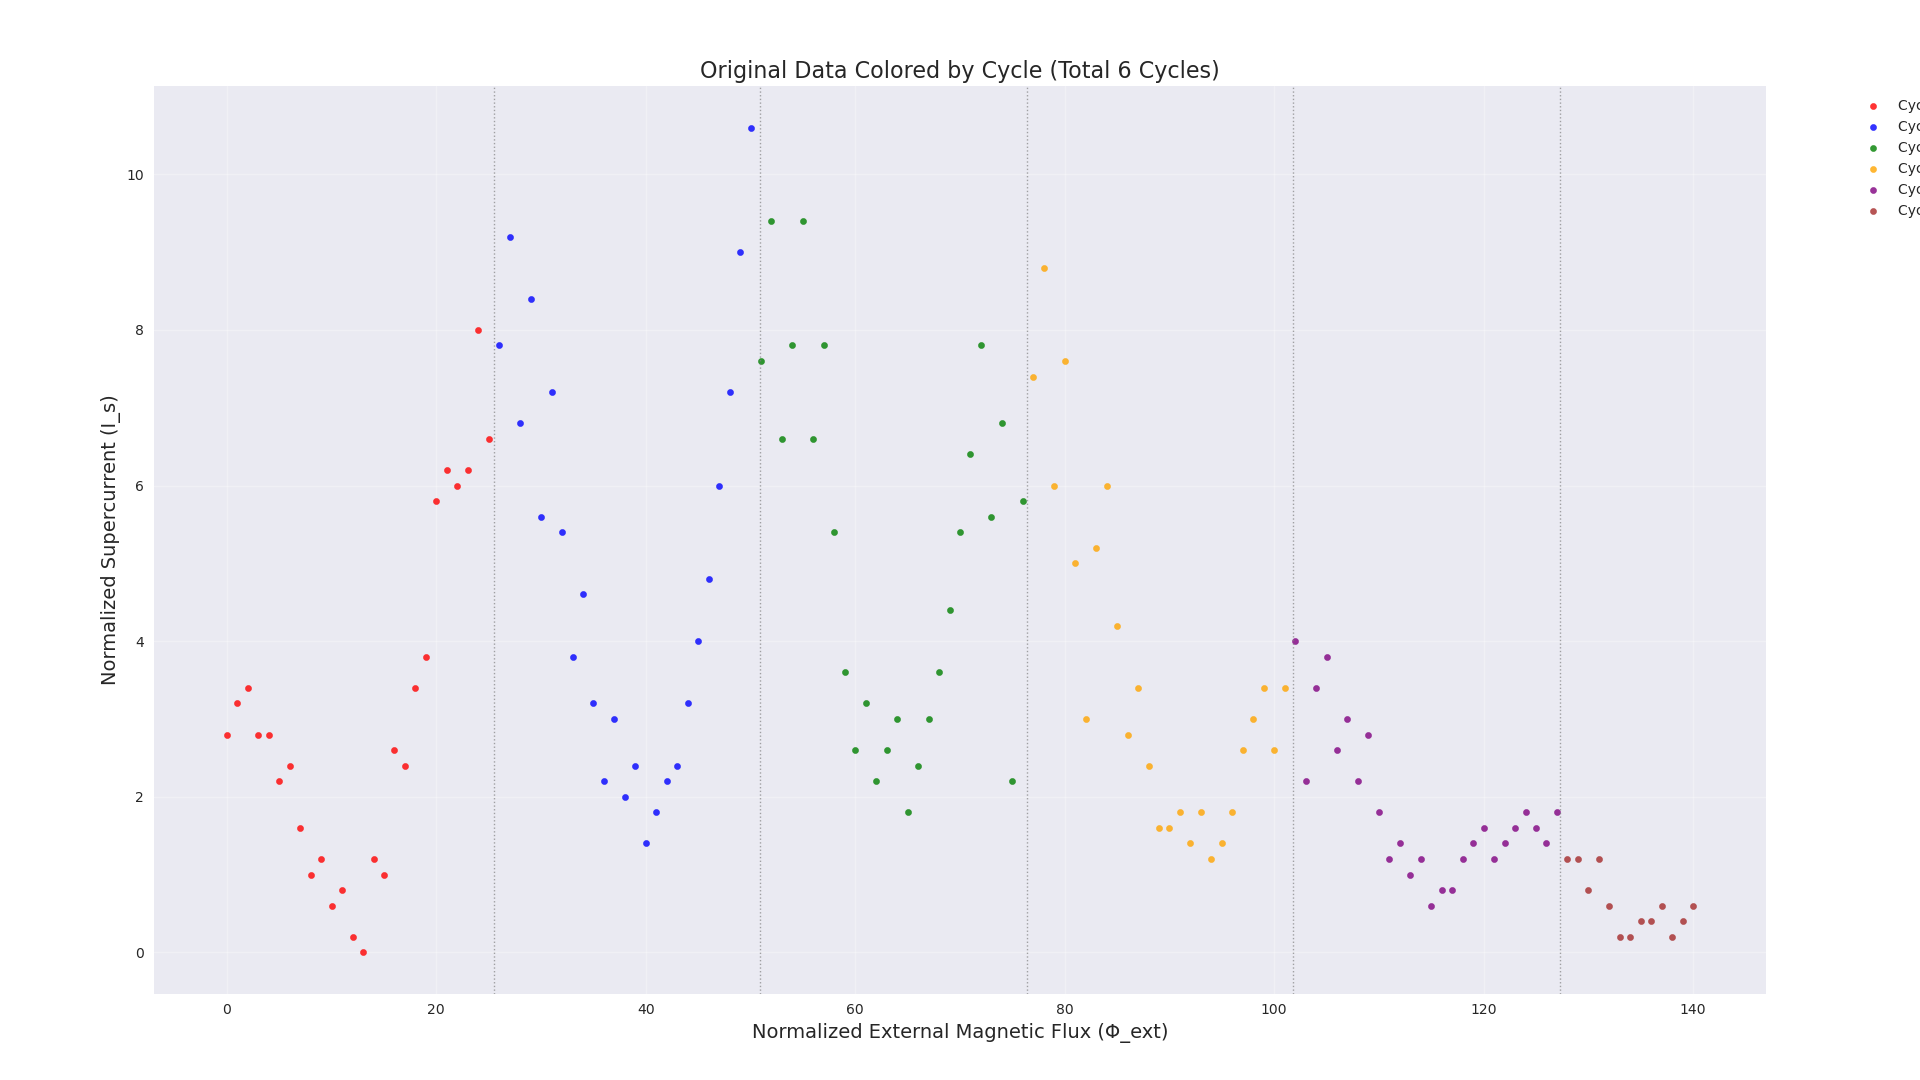 Original Data Colored by Cycle (Total 6 Cycles)
Cyc
Cyc
Cyc
Cyc
Cyc
Cyc
Normalized Supercurrent (I_s)
10
8
6
4
2
0
0 20 40 60 80 100 120 140
Normalized External Magnetic Flux (Φ_ext)